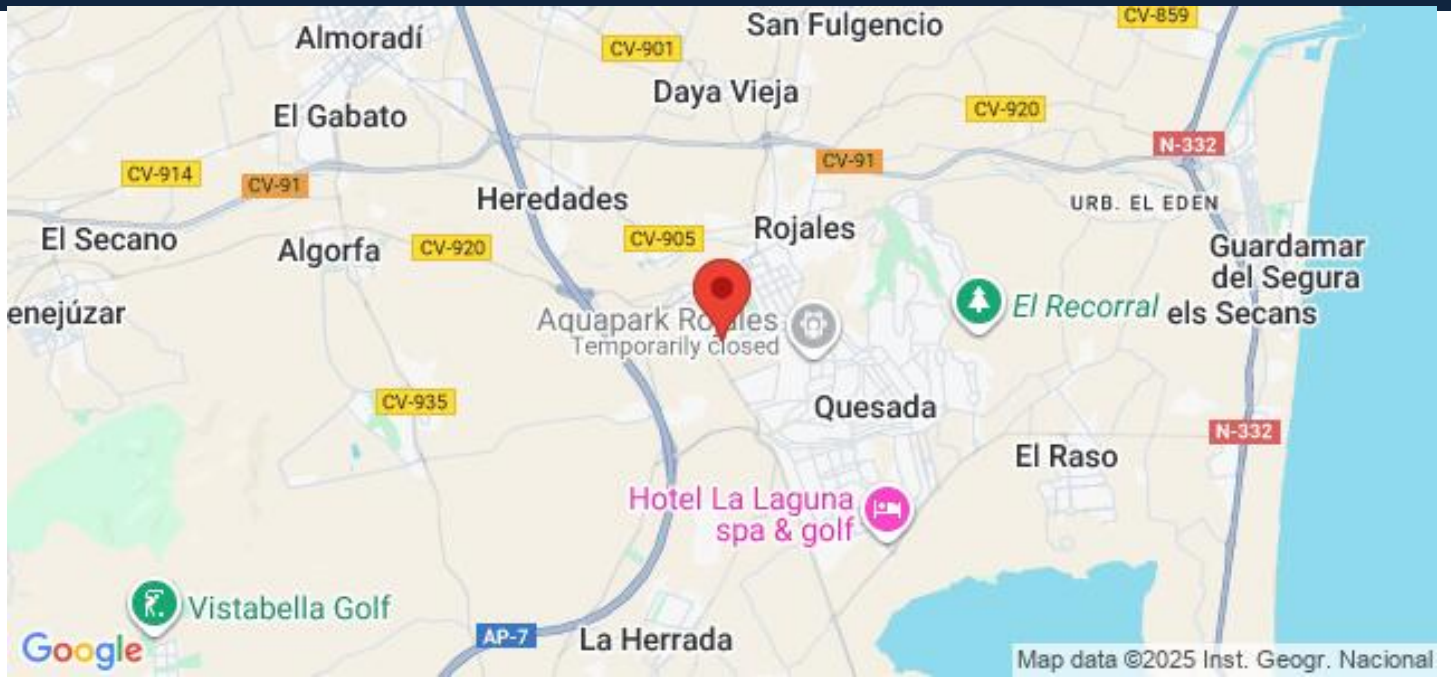 CV-859
San Fulgencio
Almoradí
CV-901
Daya Vieja
CV-920
El Gabato
N-332
CV-91
CV-914
CV-91
Heredades
URB. EL EDEN
Rojales
El Secano
CV-905
Algorfa
CV-920
Guardamar
del Segura
enejúzar
El Recorral
els Secans
Aquapark Ro ales
Temporarily closed
CV-935
Quesada
N-332
El Raso
Hotel La Laguna
spa & golf
Vistabella Golf
AP-7
La Herrada
Google
Map data ©2025 Inst. Geogr. Nacional